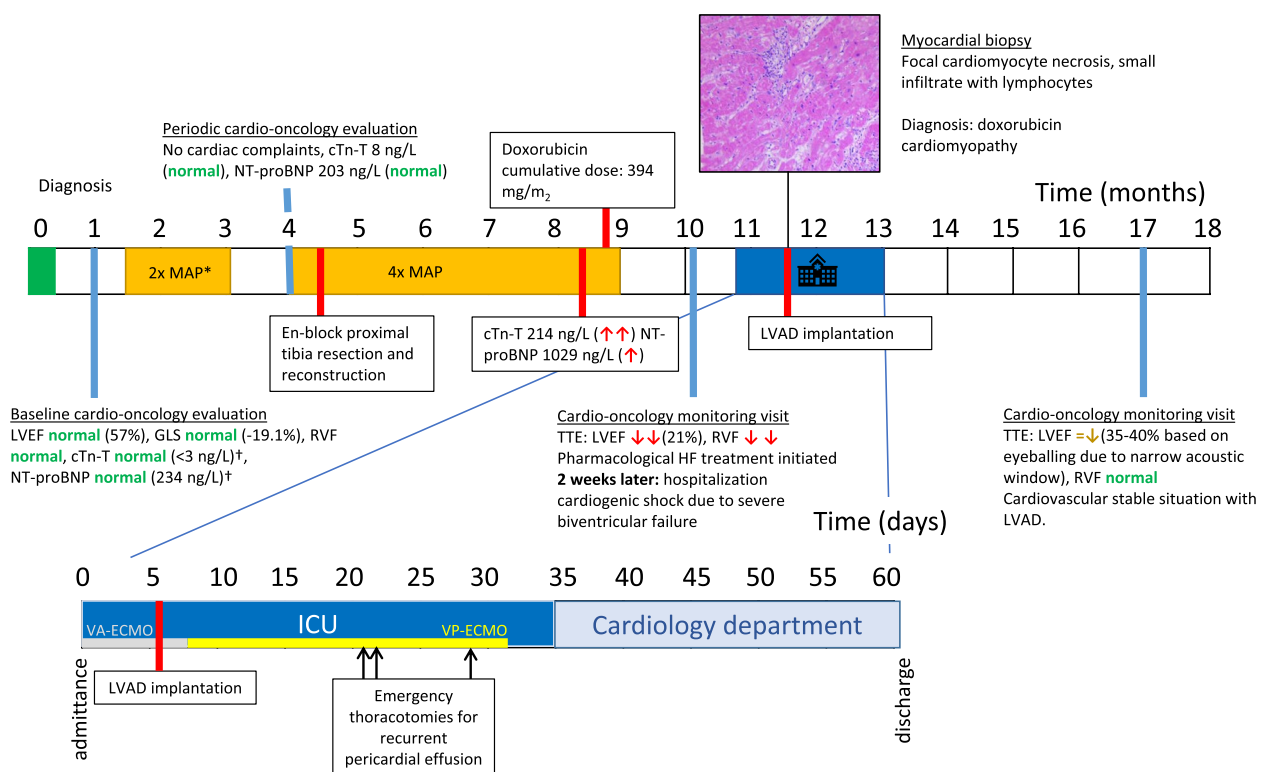 Myocardial biopsy
Focal cardiomyocyte necrosis, small
infiltrate with lymphocytes
Diagnosis: doxorubicin
cardiomyopathy
Periodic cardio-oncology evaluation
No cardiac complaints, cTn-T 8 ng/L
(normal), NT-proBNP 203 ng/L (normal)
Doxorubicin
cumulative dose: 394
mg/m2
Diagnosis
Time (months)
0 1 2 3 4 5 6 7 8 9 10 11 12 13 14 15 16 17 18
2x MAP*
4x MAP
En-block proximal
tibia resection and
reconstruction
cTn-T 214 ng/L (↑↑) NT-
proBNP 1029 ng/L (↑)
LVAD implantation
Baseline cardio-oncology evaluation
LVEF normal (57%), GLS normal (-19.1%), RVF
normal, cTn-T normal (<3 ng/L)†,
NT-proBNP normal (234 ng/L)†
Cardio-oncology monitoring visit
TTE: LVEF ↓↓(21%), RVF ↓ ↓
Pharmacological HF treatment initiated
2 weeks later: hospitalization
cardiogenic shock due to severe
biventricular failure
Cardio-oncology monitoring visit
TTE: LVEF =↓(35-40% based on
eyeballing due to narrow acoustic
window), RVF normal
Cardiovascular stable situation with
LVAD.
Time (days)
0 5 10 15 20 25 30 35 40 45 50 55 60
VA-ECMO
ICU
VP-ECMO
Cardiology department
admittance
LVAD implantation
Emergency
thoracotomies for
recurrent
pericardial effusion
discharge